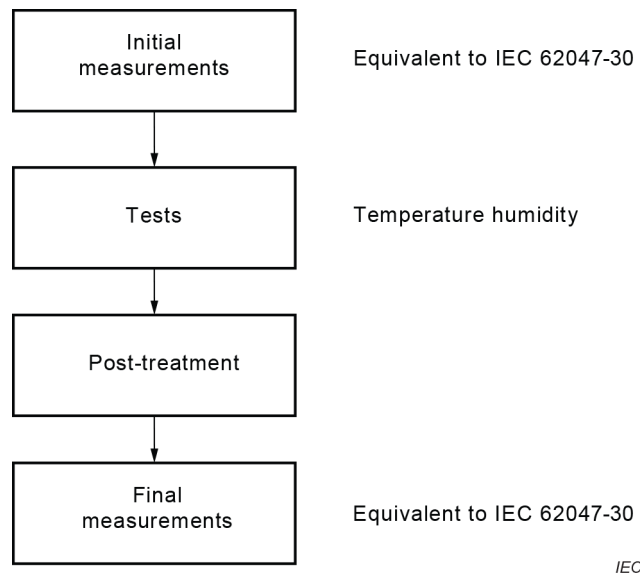 Initial
measurements
Equivalent to IEC 62047-30
Tests
Temperature humidity
Post-treatment
Final
measurements
Equivalent to IEC 62047-30
IEC